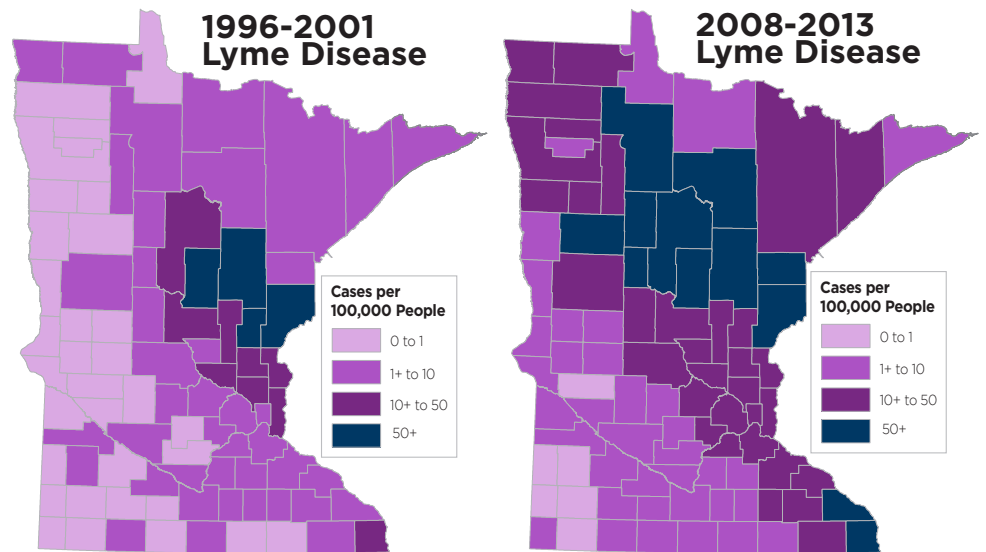 1996-2001
Lyme Disease
Cases per
100,000 People
0 to 1
1+ to 10
10+ to 50
50+
2008-2013
Lyme Disease
Cases per
100,000 People
0 to 1
1+ to 10
10+ to 50
50+